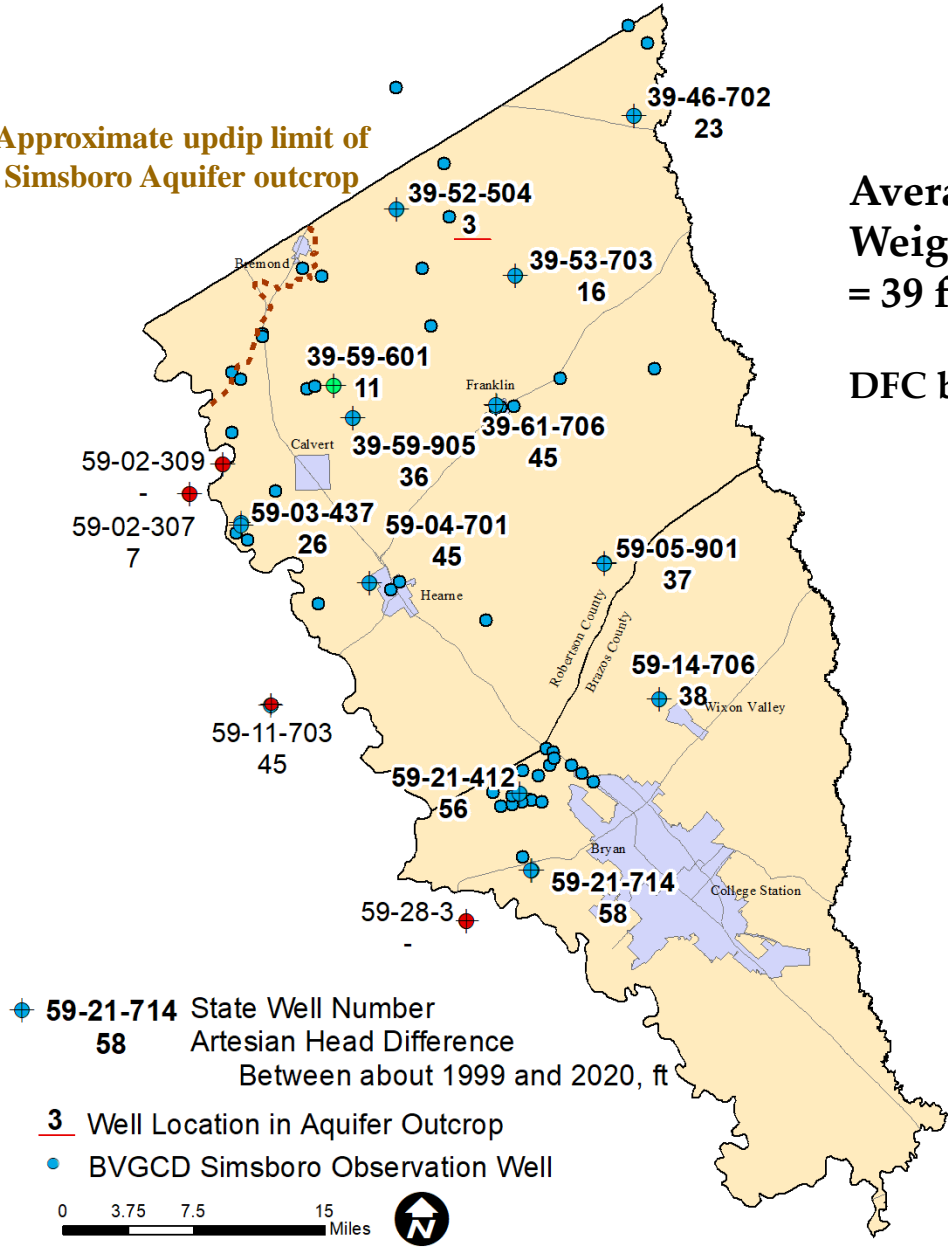 39-46-702
23
Approximate updip limit of
Simsboro Aquifer outcrop
39-52-504
3
Bremond
39-53-703
16
39-59-601
11
Franklin
39-61-706
45
39-59-905
36
Calvert
59-02-309
-
59-02-307
7
59-03-437
26
59-04-701
45
Hearne
59-05-901
37
Robertson County
Brazos County
59-14-706
38
Wixon Valley
59-11-703
45
59-21-412
56
Bryan
College Station
59-21-714
58
59-28-3
-
Avera
Weig
= 39 f
DFC b
59-21-714 State Well Number
58 Artesian Head Difference
Between about 1999 and 2020, ft
3 Well Location in Aquifer Outcrop
BVGCD Simsboro Observation Well
0 3.75 7.5 15
Miles
N